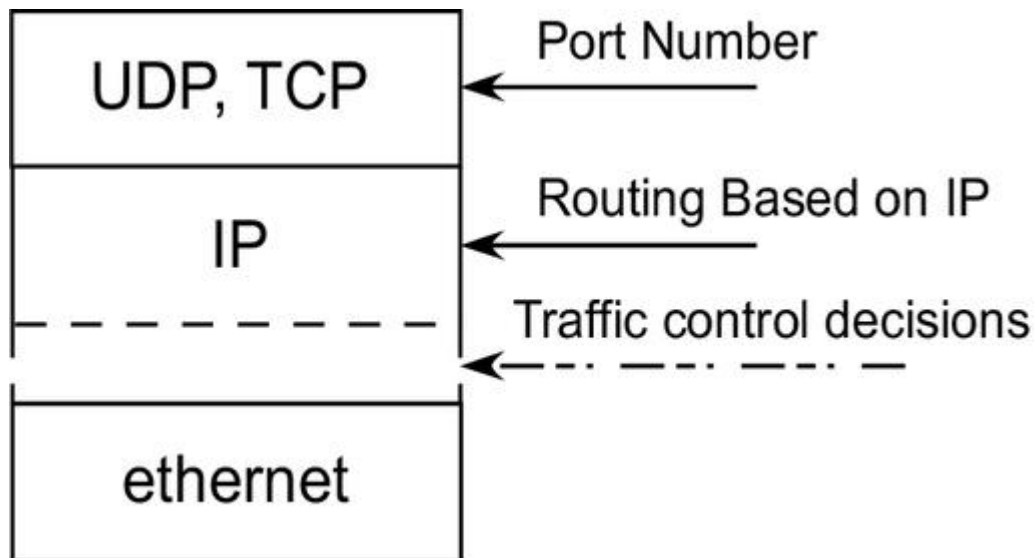 UDP, TCP
Port Number
IP
Routing Based on IP
Traffic control decisions
ethernet